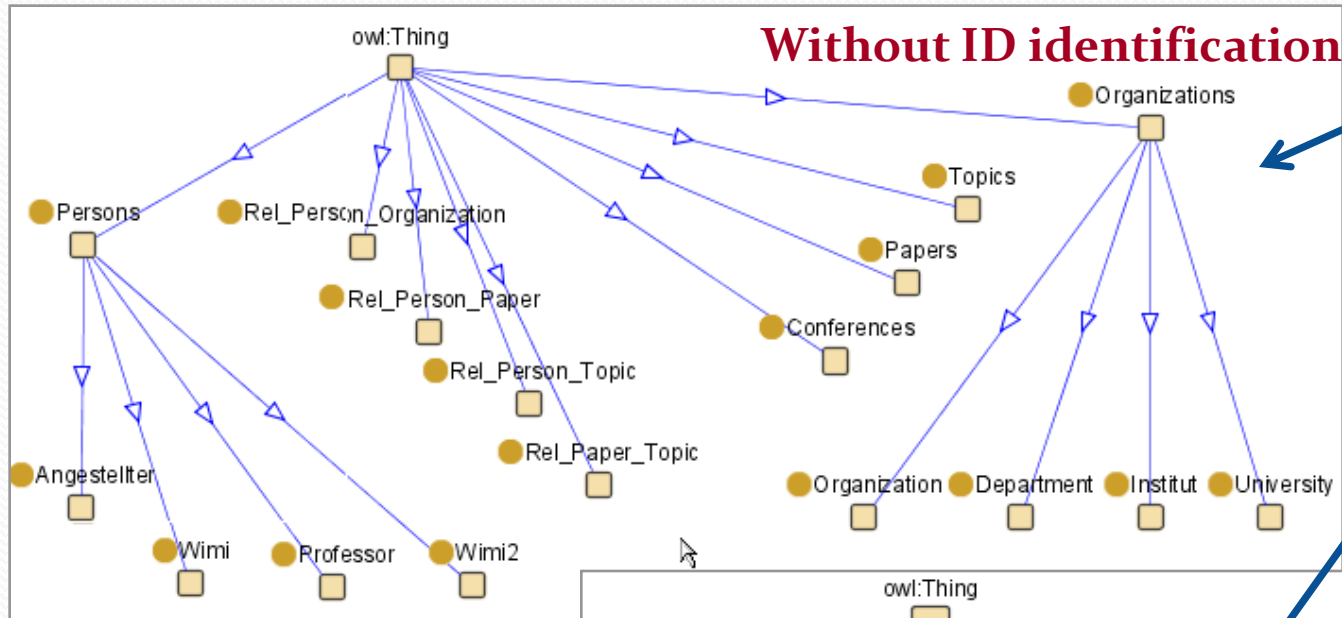 Without ID identification
owl:Thing
Organizations
Topics
Persons
Rel_Person_Organization
Papers
Rel_Person_Paper
Conferences
Rel_Person_Topic
Rel_Paper_Topic
Angestellter
Organization
Department
Institut
University
Wimi
Professor
Wimi2
owl:Thing